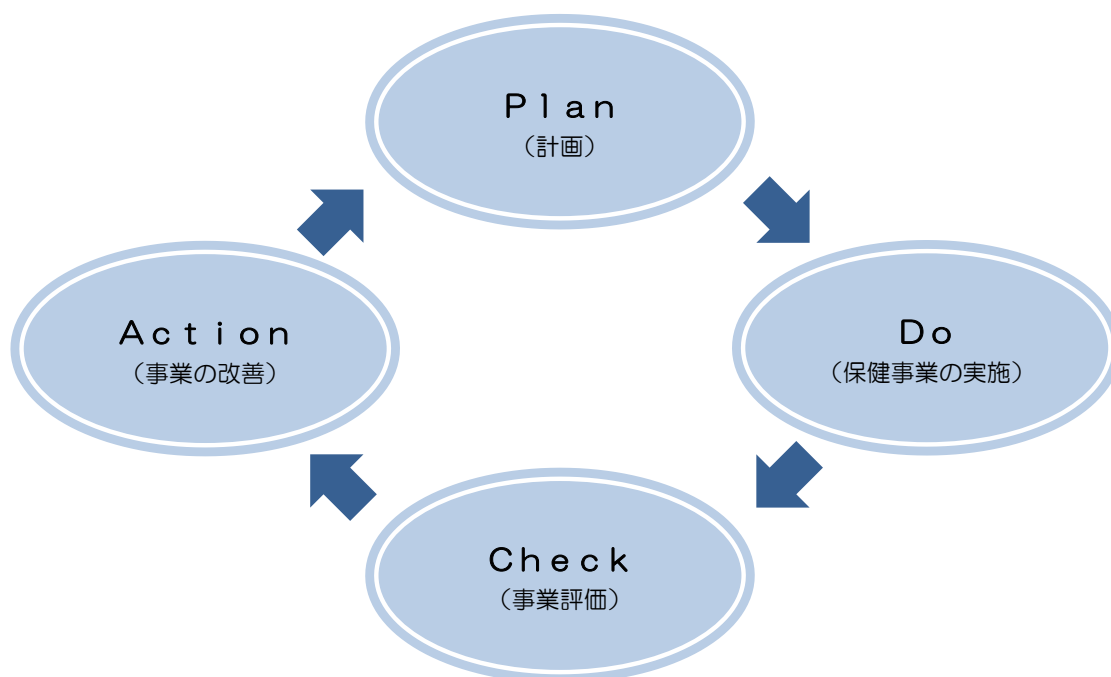 Ｐｌａｎ
（計画）
Ｄｏ
（保健事業の実施）
Ｃｈｅｃｋ
（事業評価）
Ａｃｔｉｏｎ
（事業の改善）